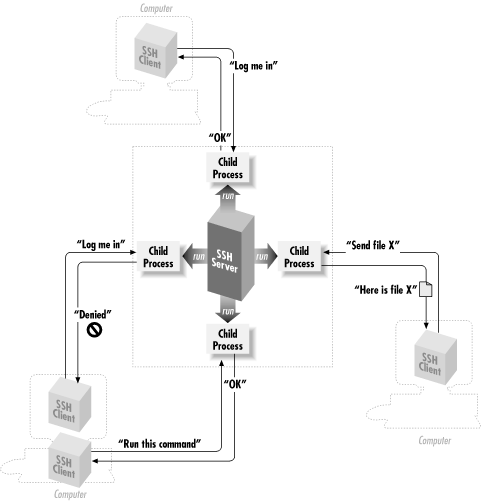 Computer
SSH
Client
“Log me in”
“OK”
Child
Process
run
“Log me in”
Child
Process
run
SSH
Server
run
Child
Process
“Send file X”
“Here is file X”
run
“Denied”
Child
Process
“OK”
SSH
Client
SSH
Client
“Run this command”
SSH
Client
Computer
Computer